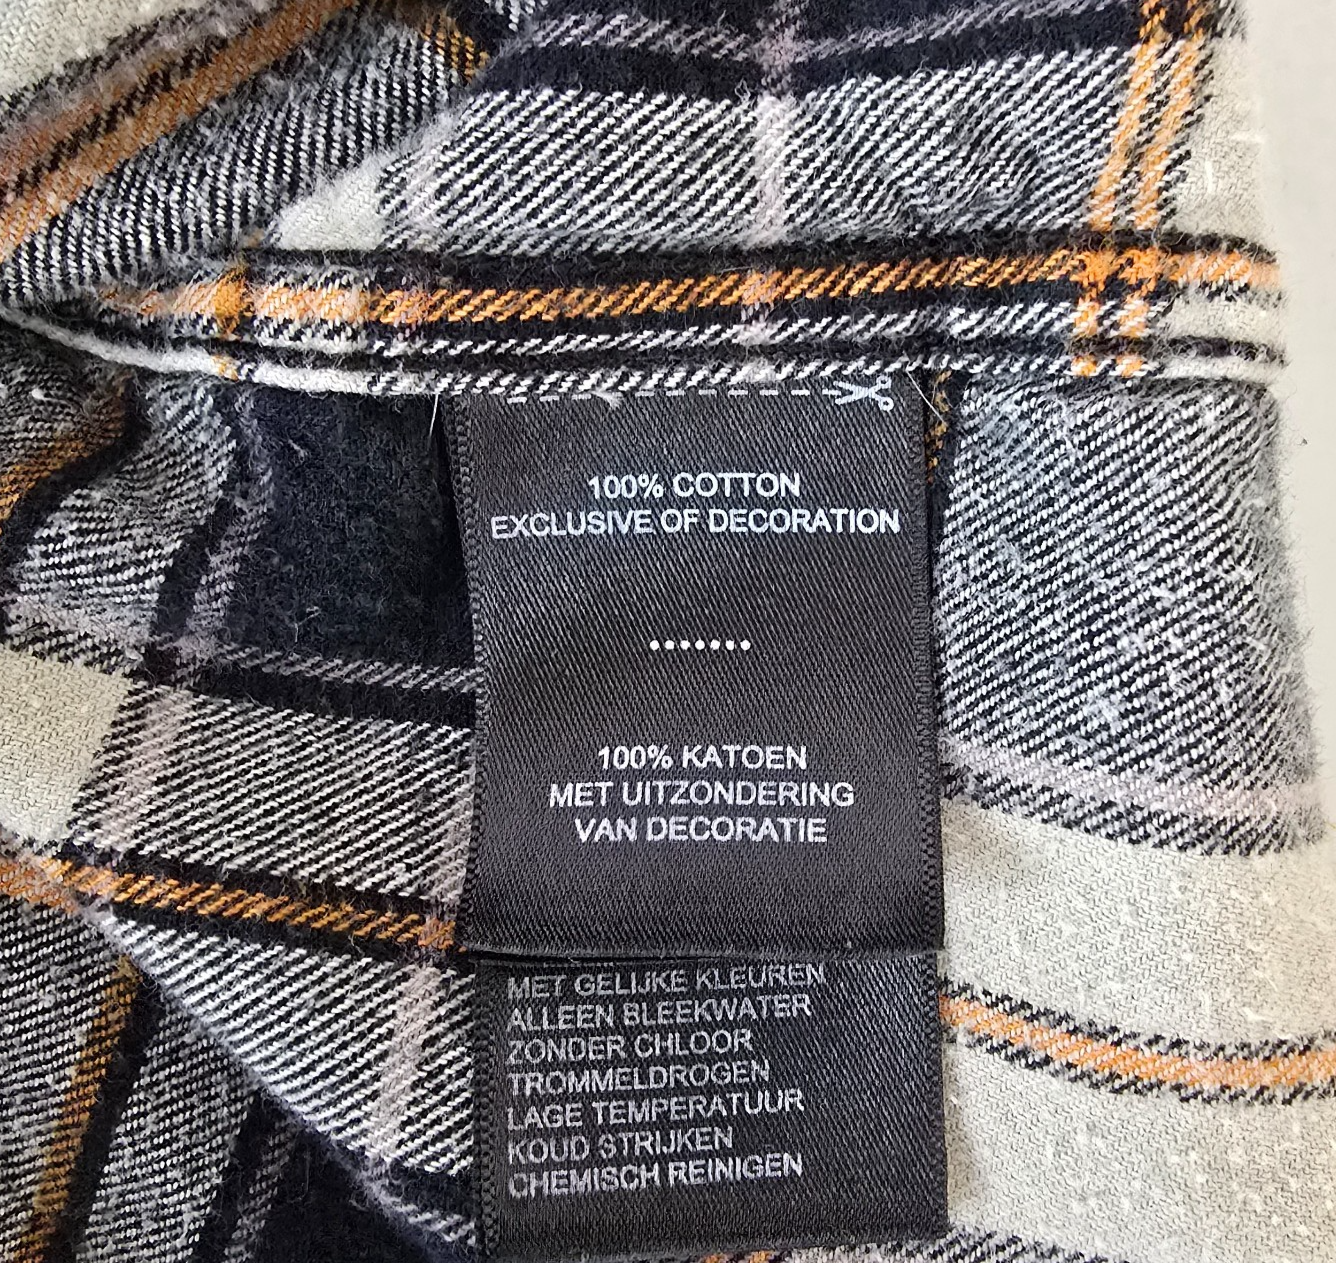 100% COTTON
EXCLUSIVE OF DECORATION
.......
100% KATOEN
MET UITZONDERING
VAN DECORATIE
MET GELIJKE KLEUREN
ALLEEN BLEEKWATER
ZONDER CHLOOR
TROMMELDROGEN
LAGE TEMPERATUUR
KOUD STRIJKEN
CHEMISCH REINIGEN